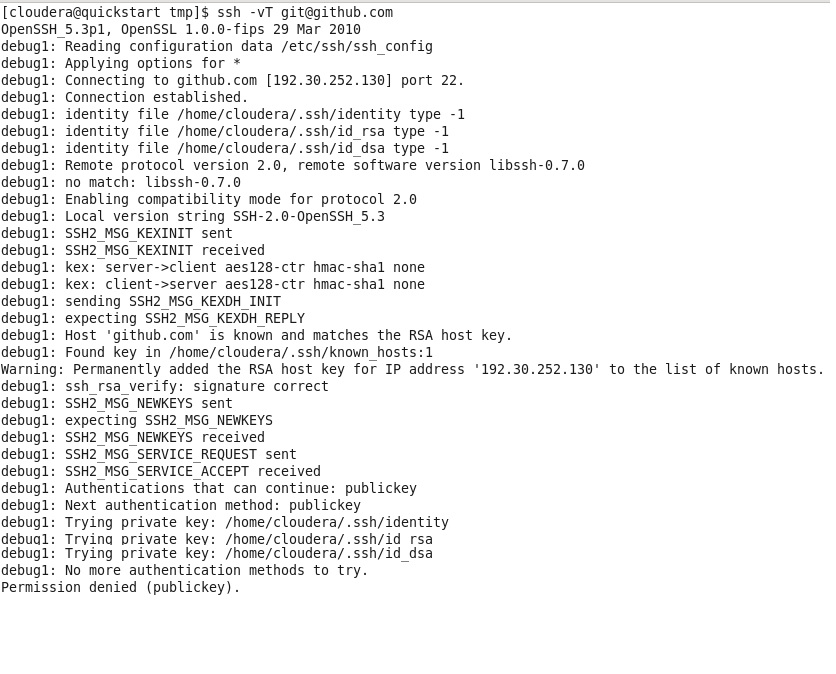 [cloudera@quickstart tmp]$ ssh -vT git@github.com
OpenSSH_5.3p1, OpenSSL 1.0.0-fips 29 Mar 2010
debug1: Reading configuration data /etc/ssh/ssh_config
debug1: Applying options for *
debug1: Connecting to github.com [192.30.252.130] port 22.
debug1: Connection established.
debug1: identity file /home/cloudera/.ssh/identity type -1
debug1: identity file /home/cloudera/.ssh/id_rsa type -1
debug1: identity file /home/cloudera/.ssh/id_dsa type -1
debug1: Remote protocol version 2.0, remote software version libssh-0.7.0
debug1: no match: libssh-0.7.0
debug1: Enabling compatibility mode for protocol 2.0
debug1: Local version string SSH-2.0-OpenSSH_5.3
debug1: SSH2_MSG_KEXINIT sent
debug1: SSH2_MSG_KEXINIT received
debug1: kex: server->client aes128-ctr hmac-sha1 none
debug1: kex: client->server aes128-ctr hmac-sha1 none
debug1: sending SSH2_MSG_KEXDH_INIT
debug1: expecting SSH2_MSG_KEXDH_REPLY
debug1: Host 'github.com' is known and matches the RSA host key.
debug1: Found key in /home/cloudera/.ssh/known_hosts:1
Warning: Permanently added the RSA host key for IP address '192.30.252.130' to the list of known hosts.
debug1: ssh_rsa_verify: signature correct
debug1: SSH2_MSG_NEWKEYS sent
debug1: expecting SSH2_MSG_NEWKEYS
debug1: SSH2_MSG_NEWKEYS received
debug1: SSH2_MSG_SERVICE_REQUEST sent
debug1: SSH2_MSG_SERVICE_ACCEPT received
debug1: Authentications that can continue: publickey
debug1: Next authentication method: publickey
debug1: Trying private key: /home/cloudera/.ssh/identity
debug1: Trying private key: /home/cloudera/.ssh/id_rsa
debug1: Trying private key: /home/cloudera/.ssh/id_dsa
debug1: No more authentication methods to try.
Permission denied (publickey).